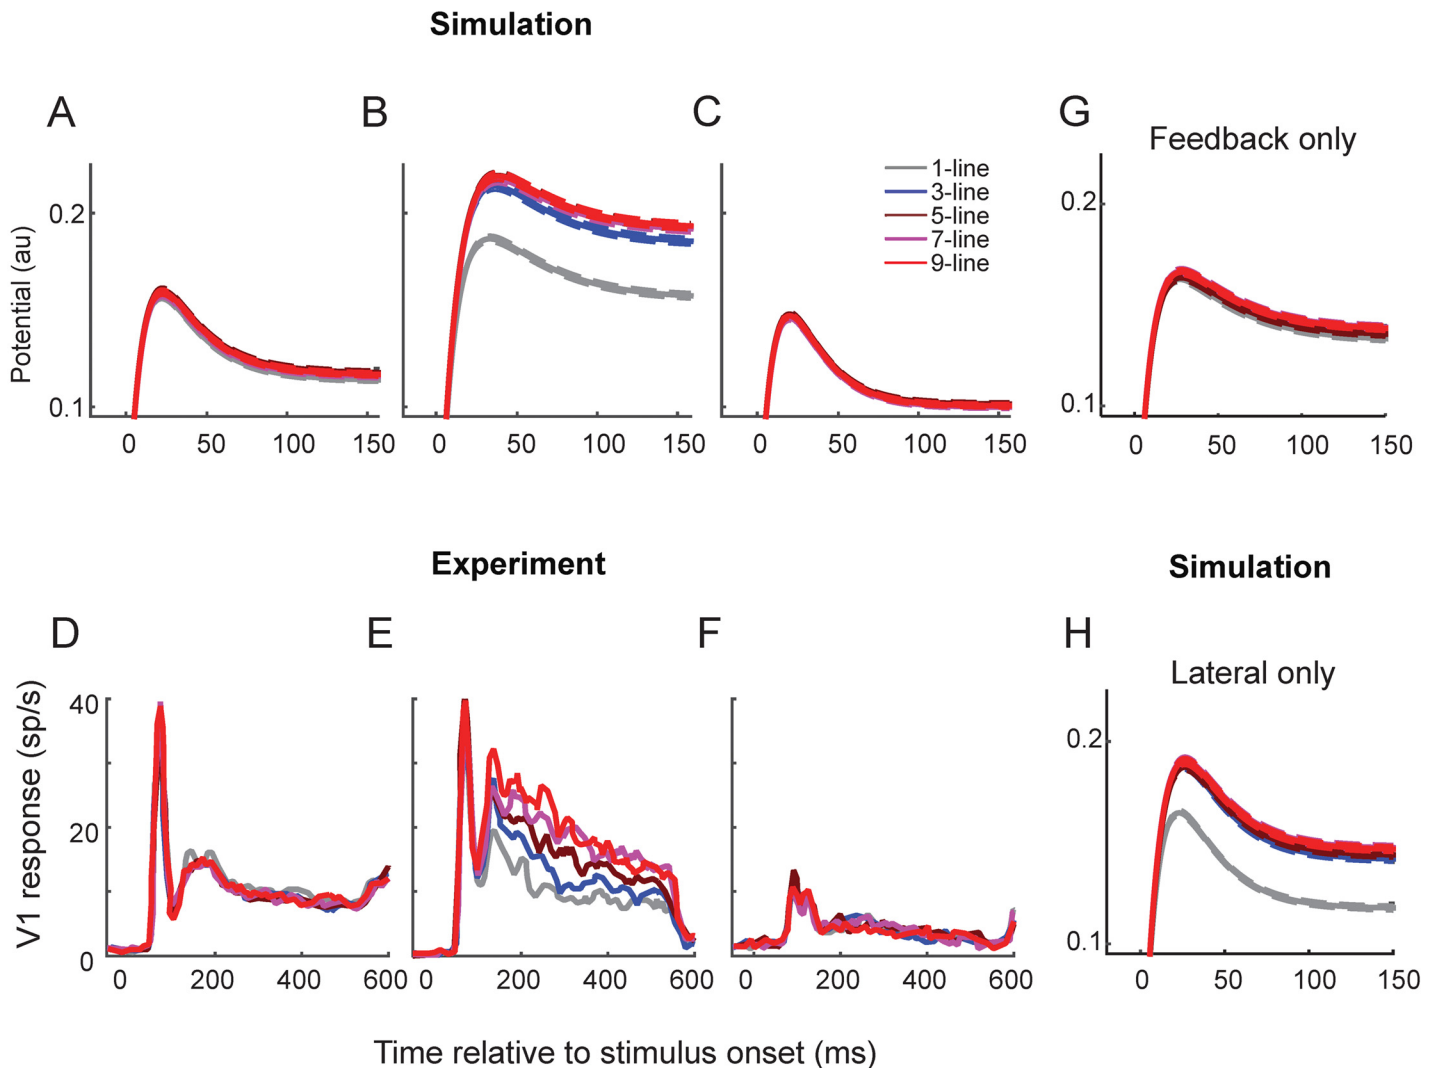 Simulation
A
B
C
G
Feedback only
1-line
3-line
5-line
7-line
9-line
Potential (au)
0.2
0.1
0 50 100 150
0 50 100 150
0 50 100 150
0.2
0.1
0 50 100 150
Experiment
Simulation
D
E
F
H
Lateral only
V1 response (sp/s)
40
20
0
0 200 400 600
0 200 400 600
0 200 400 600
0.2
0.1
0 50 100 150
Time relative to stimulus onset (ms)